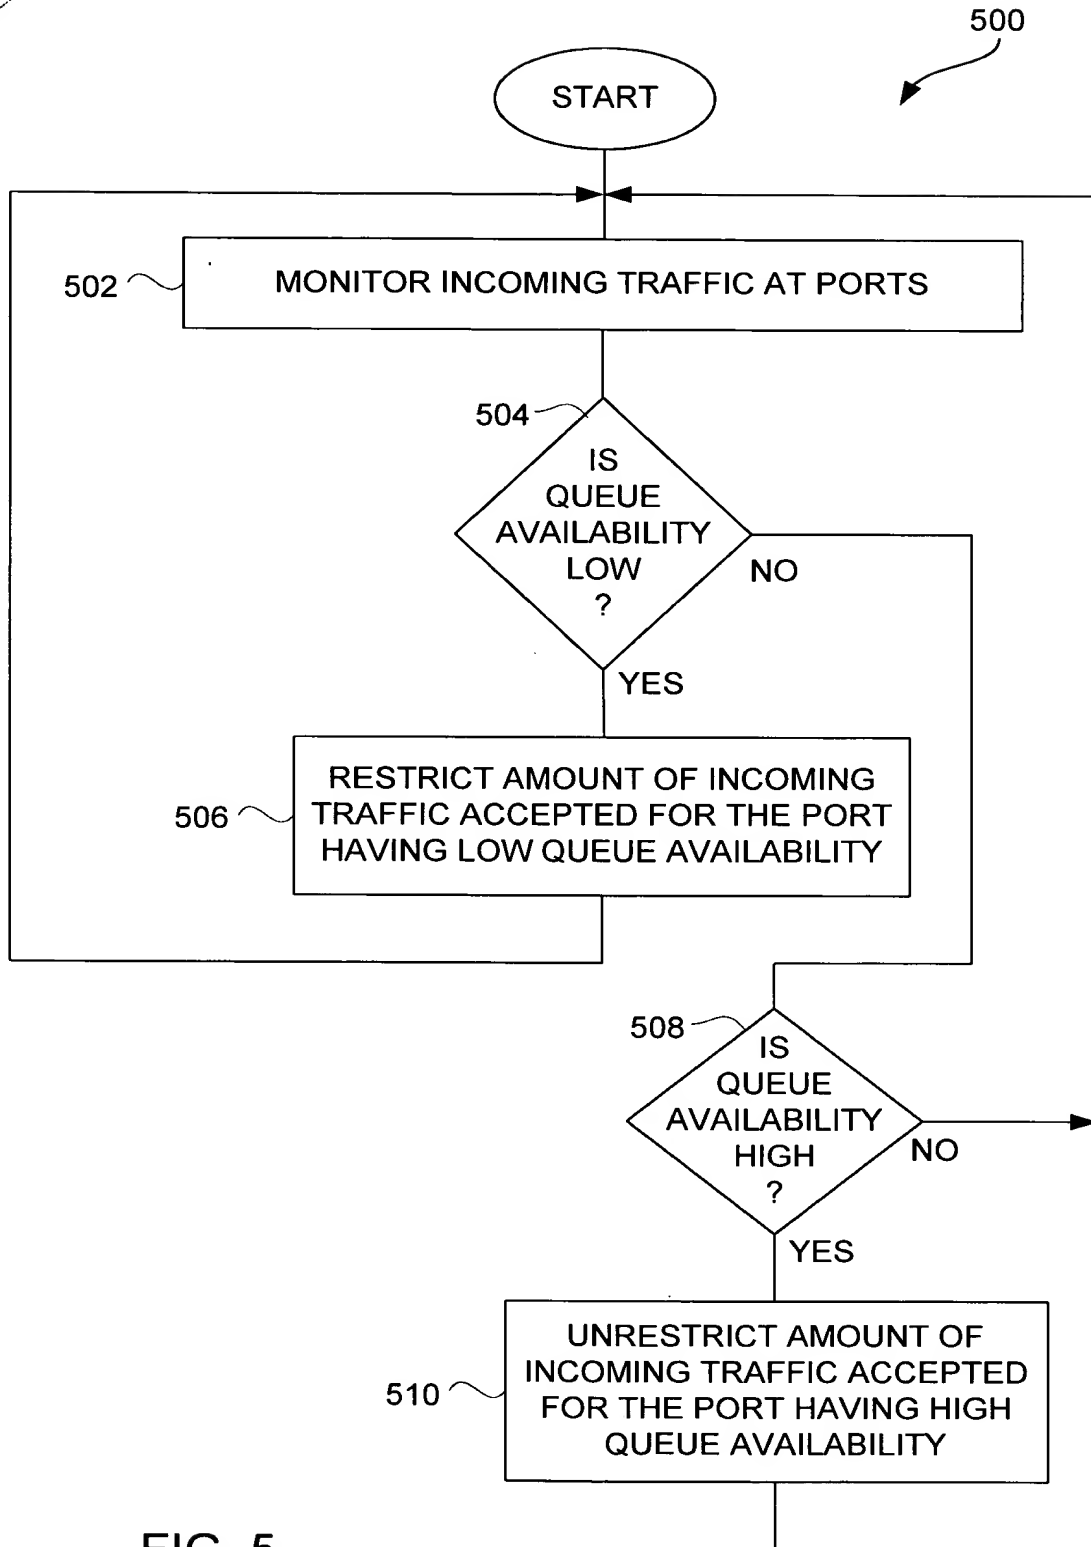 500
START
502
MONITOR INCOMING TRAFFIC AT PORTS
504
IS
QUEUE
AVAILABILITY
LOW
?
NO
YES
506
RESTRICT AMOUNT OF INCOMING
TRAFFIC ACCEPTED FOR THE PORT
HAVING LOW QUEUE AVAILABILITY
508
IS
QUEUE
AVAILABILITY
HIGH
?
NO
YES
510
UNRESTRICT AMOUNT OF
INCOMING TRAFFIC ACCEPTED
FOR THE PORT HAVING HIGH
QUEUE AVAILABILITY
FIG. 5